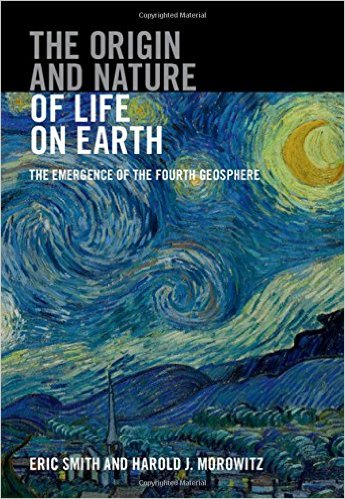 Copyrighted Material
THE ORIGIN
AND NATURE
OF LIFE
ON EARTH
THE EMERGENCE OF THE FOURTH GEOSPHERE
ERIC SMITH AND HAROLD J. MOROWITZ
Copyrighted Material